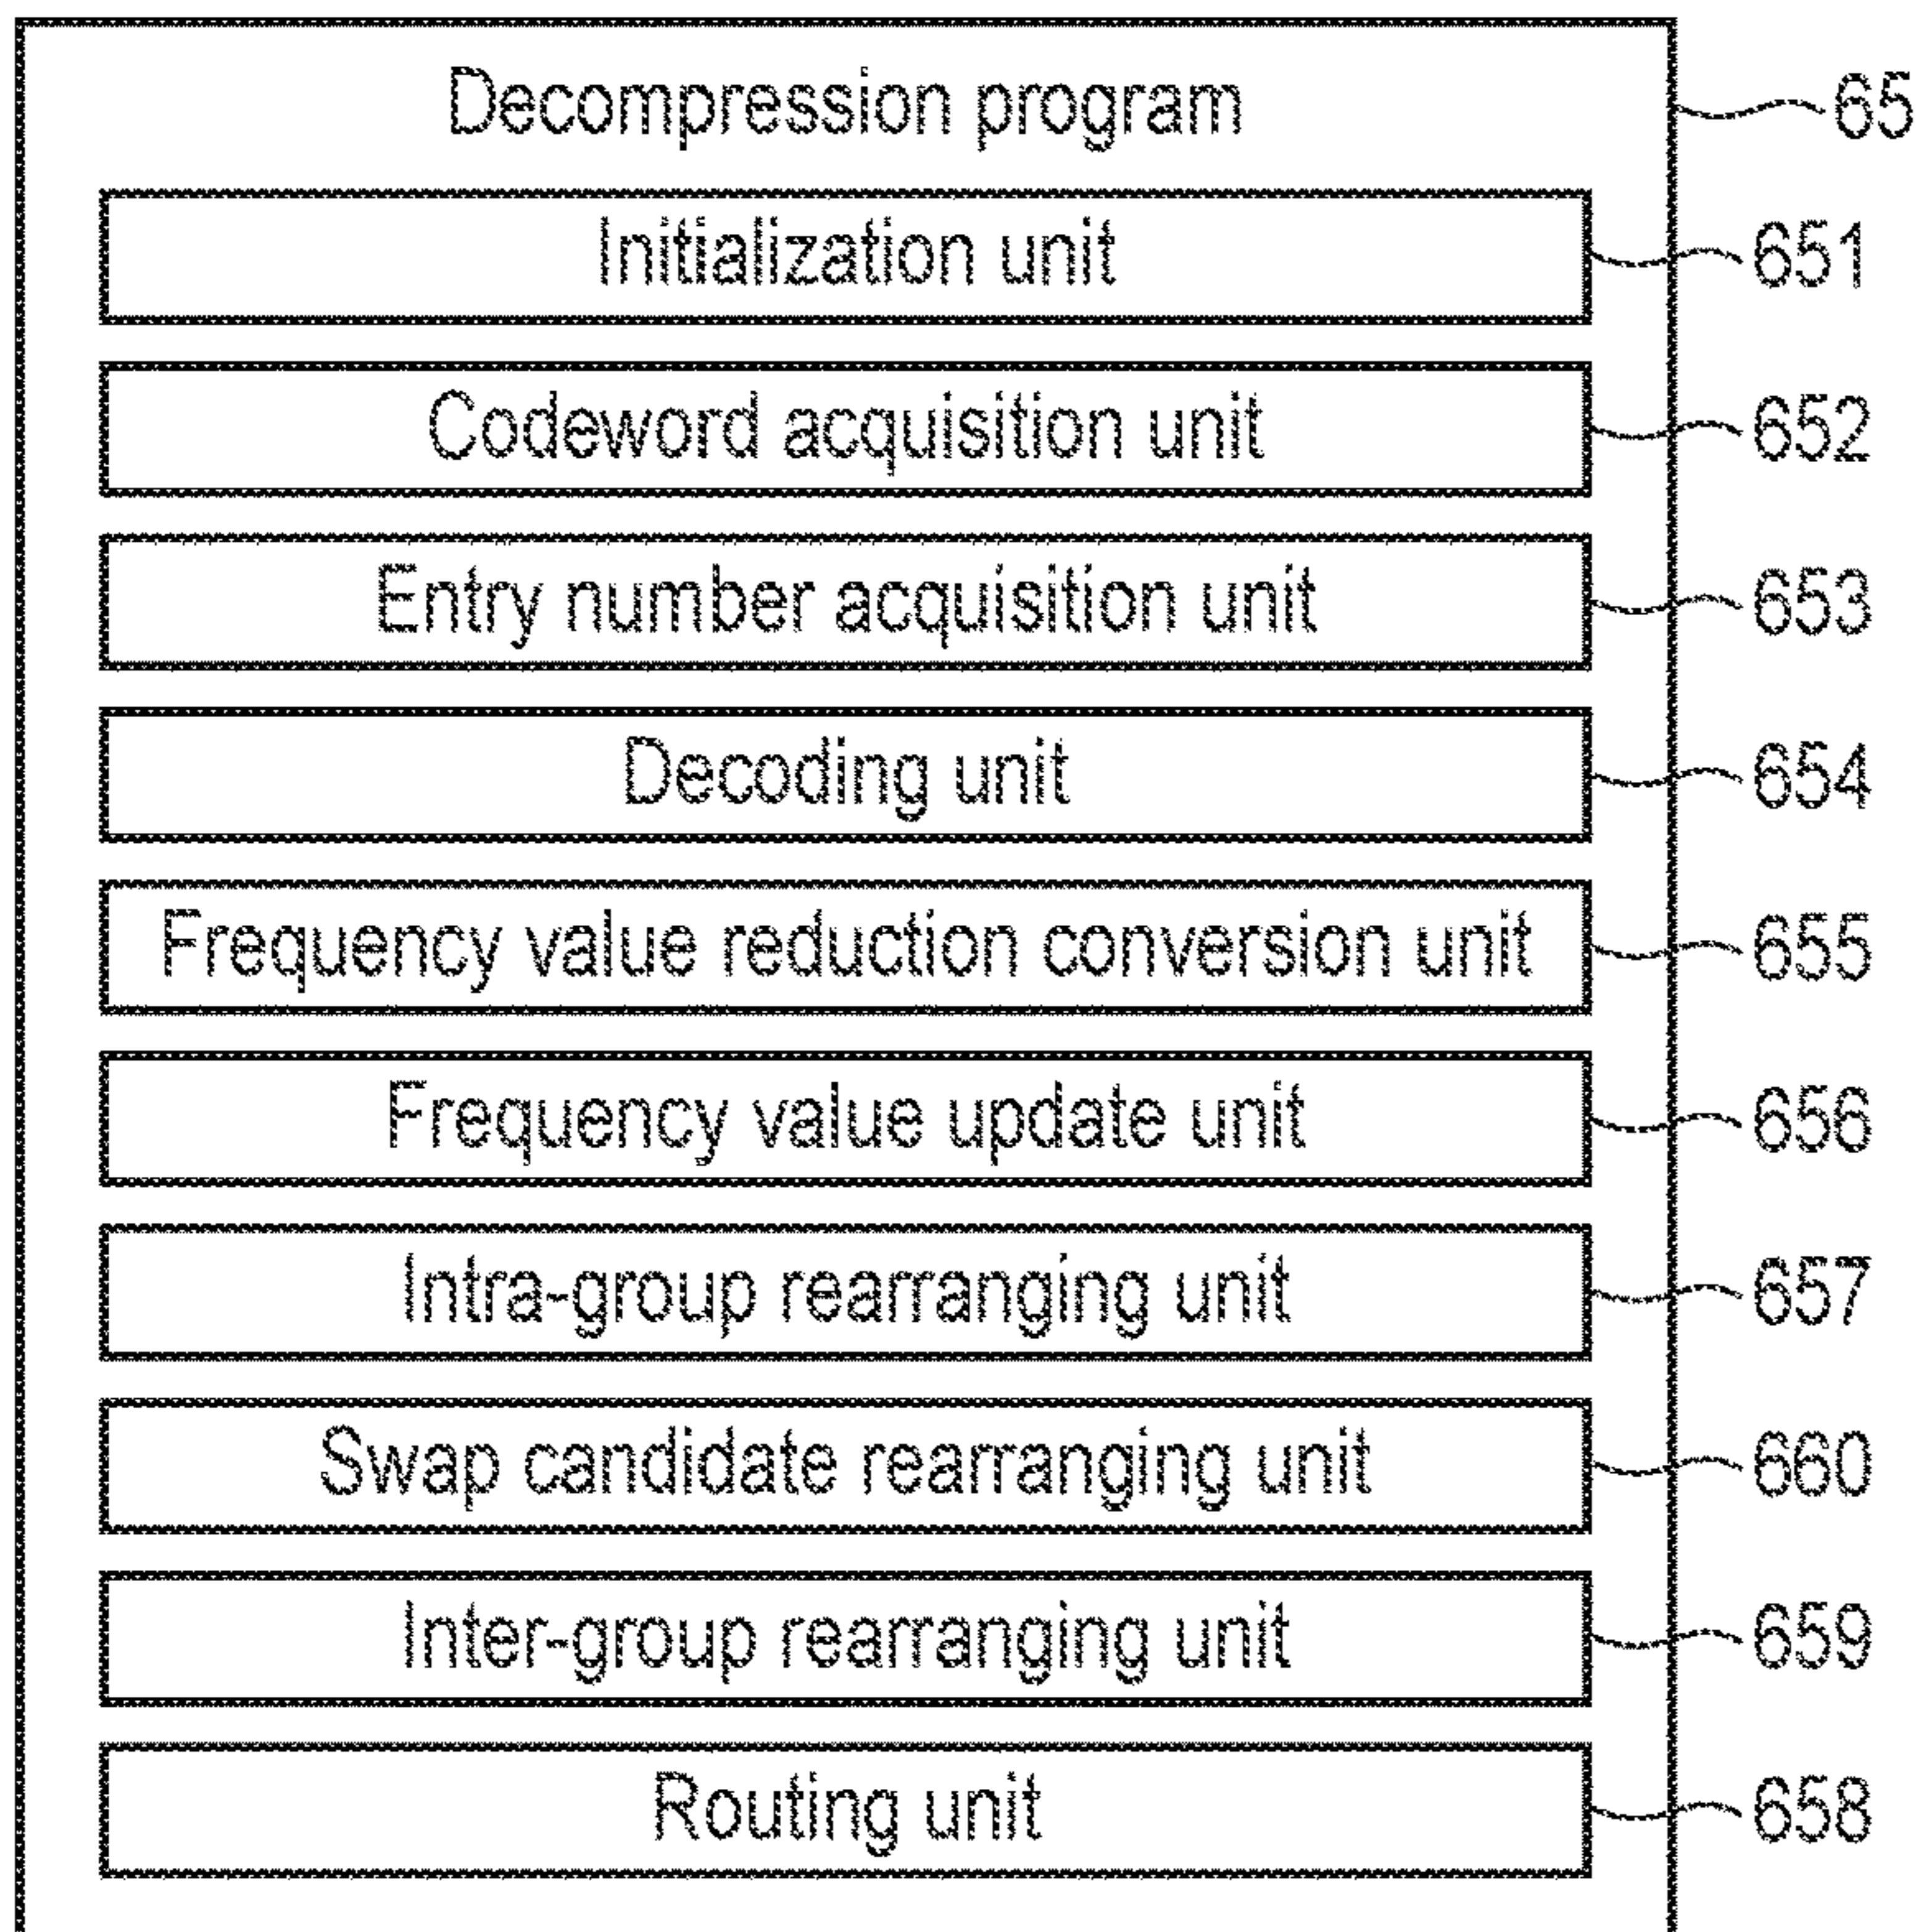 Decompression program 65
Initialization unit 651
Codeword acquisition unit 652
Entry number acquisition unit 653
Decoding unit 654
Frequency value reduction conversion unit 655
Frequency value update unit 656
Intra-group rearranging unit 657
Swap candidate rearranging unit 660
Inter-group rearranging unit 659
Routing unit 658